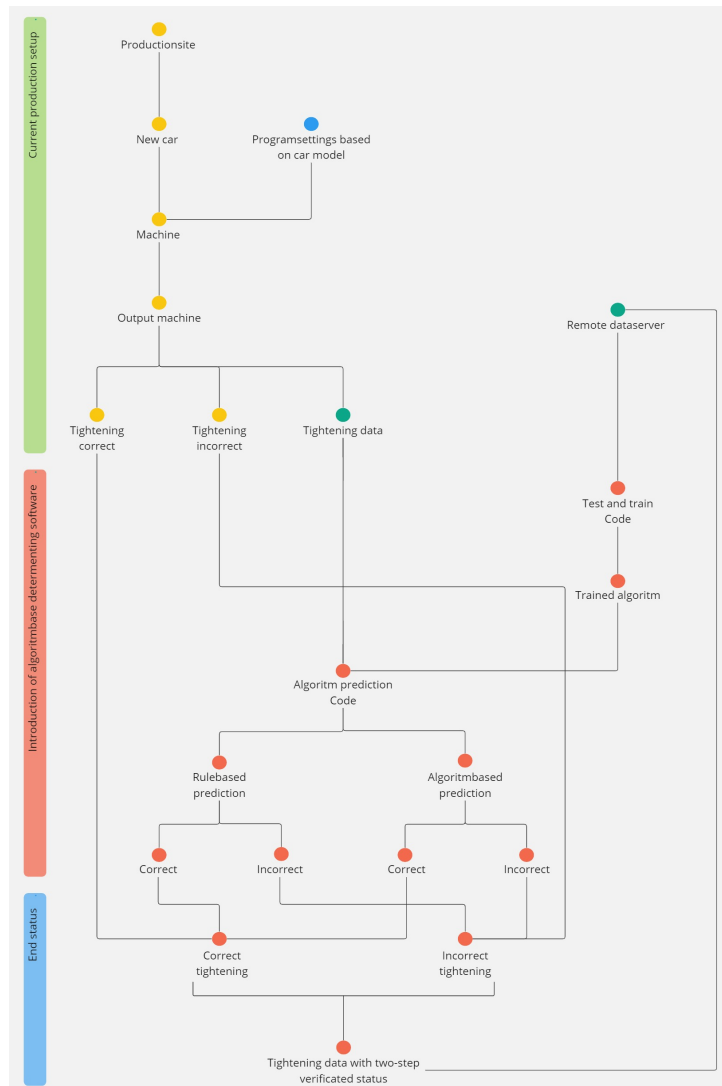 Current production setup
Productionsite
New car
Programsettings based
on car model
Machine
Output machine
Remote dataserver
Tightening
correct
Tightening
incorrect
Tightening data
Introduction of algoritmbase determenting software
Test and train
Code
Trained algoritm
Algoritm prediction
Code
Rulebased
prediction
Algoritmbased
prediction
Correct
Incorrect
Correct
Incorrect
End status
Correct
tightening
Incorrect
tightening
Tightening data with two-step
verificated status